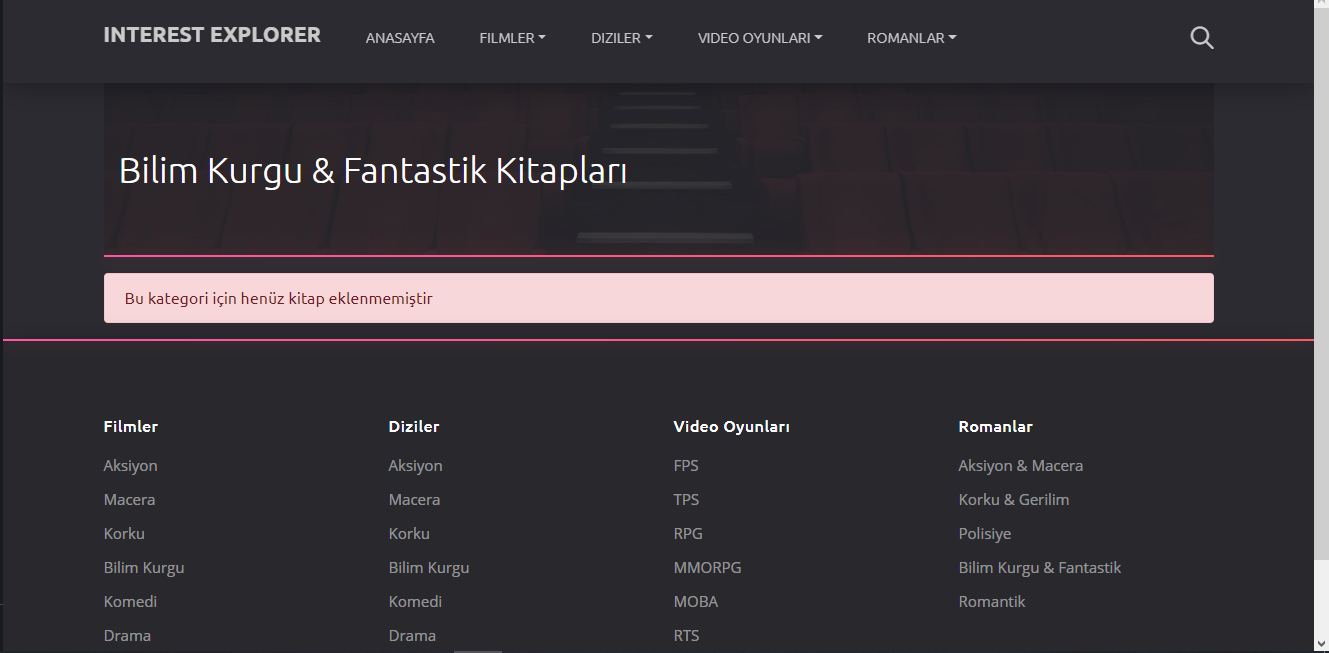 INTEREST EXPLORER
ANASAYFA
FILMLER
DIZILER
VIDEO OYUNLARI
ROMANLAR
Bilim Kurgu & Fantastik Kitapları
Bu kategori için henüz kitap eklenmemiştir
Filmler
Aksiyon
Macera
Korku
Bilim Kurgu
Komedi
Drama
Diziler
Aksiyon
Macera
Korku
Bilim Kurgu
Komedi
Drama
Video Oyunları
FPS
TPS
RPG
MMORPG
MOBA
RTS
Romanlar
Aksiyon & Macera
Korku & Gerilim
Polisiye
Bilim Kurgu & Fantastik
Romantik